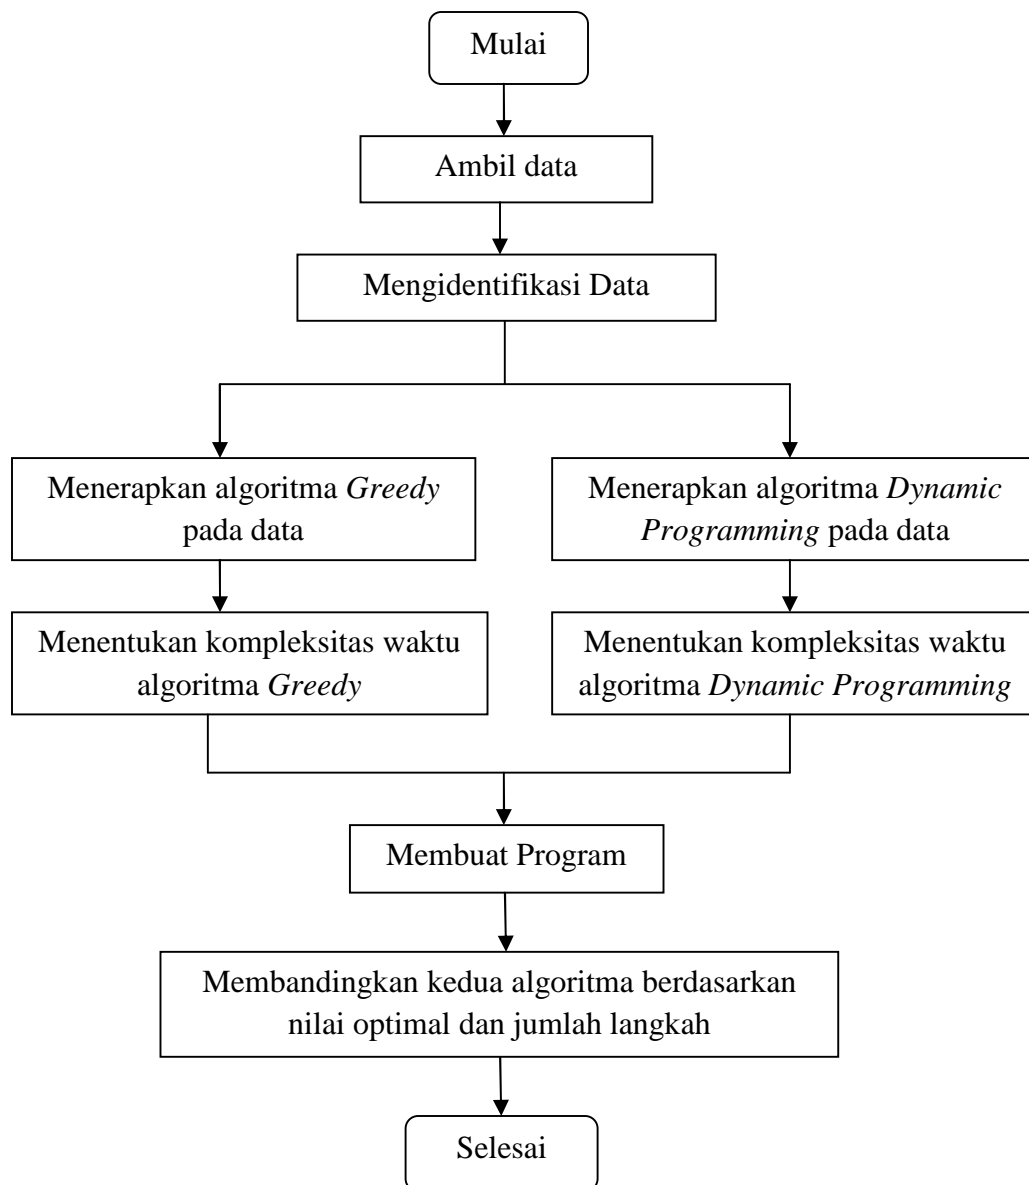 Mulai
Ambil data
Mengidentifikasi Data
Menerapkan algoritma Greedy
pada data
Menerapkan algoritma Dynamic
Programming pada data
Menentukan kompleksitas waktu
algoritma Greedy
Menentukan kompleksitas waktu
algoritma Dynamic Programming
Membuat Program
Membandingkan kedua algoritma berdasarkan
nilai optimal dan jumlah langkah
Selesai